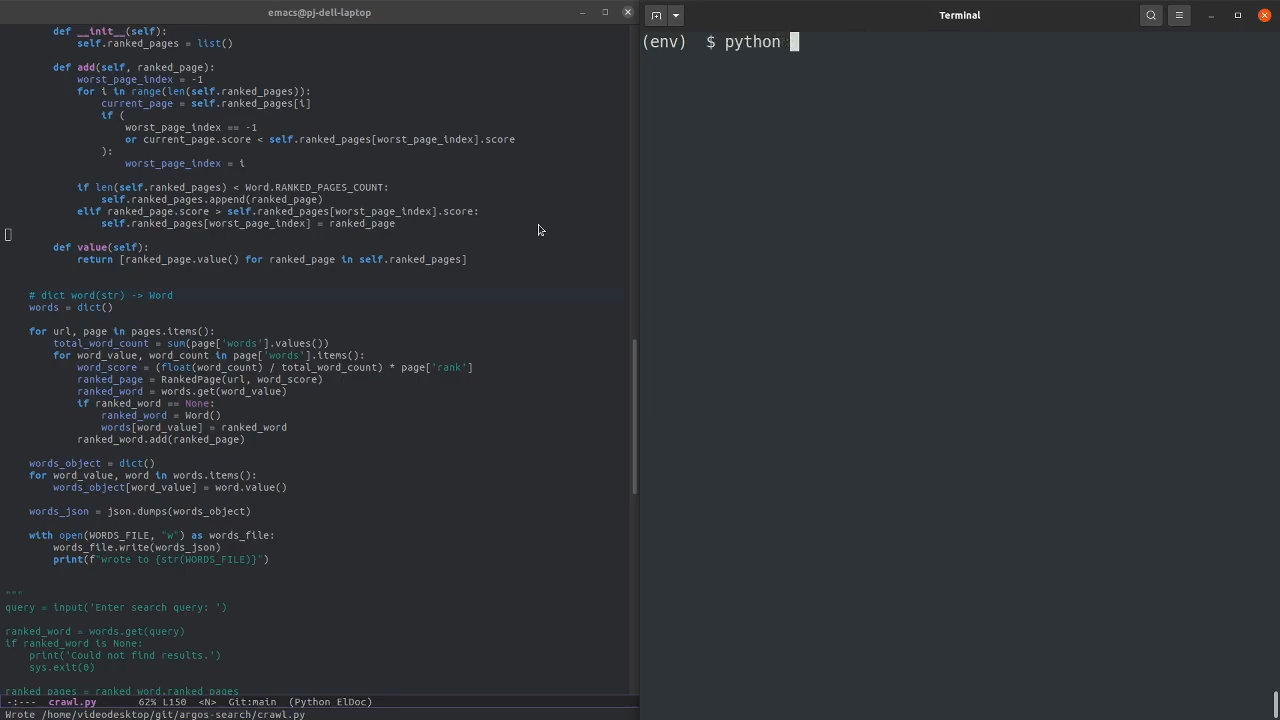 emacs@pj-dell-laptop
def __init__(self):
self.ranked_pages = list()
def add(self, ranked_page):
worst_page_index = -1
for i in range(len(self.ranked_pages)):
current_page = self.ranked_pages[i]
if (
worst_page_index == -1
or current_page.score < self.ranked_pages[worst_page_index].score
):
worst_page_index = i
if len(self.ranked_pages) < Word.RANKED_PAGES_COUNT:
self.ranked_pages.append(ranked_page)
elif ranked_page.score > self.ranked_pages[worst_page_index].score:
self.ranked_pages[worst_page_index] = ranked_page
def value(self):
return [ranked_page.value() for ranked_page in self.ranked_pages]
# dict word(str) -> Word
words = dict()
for url, page in pages.items():
total_word_count = sum(page['words'].values())
for word_value, word_count in page['words'].items():
word_score = (float(word_count) / total_word_count) * page['rank']
ranked_page = RankedPage(url, word_score)
ranked_word = words.get(word_value)
if ranked_word == None:
ranked_word = Word()
words[word_value] = ranked_word
ranked_word.add(ranked_page)
words_object = dict()
for word_value, word in words.items():
words_object[word_value] = word.value()
words_json = json.dumps(words_object)
with open(WORDS_FILE, "w") as words_file:
words_file.write(words_json)
print(f"wrote to {str(WORDS_FILE)}")
"""
query = input('Enter search query: ')
ranked_word = words.get(query)
if ranked_word is None:
print('Could not find results.')
sys.exit(0)
ranked_pages = ranked_word.ranked_pages
-:--- crawl.py 62% L150 <N> Git:main (Python ElDoc)
Wrote /home/videodesktop/git/argos-search/crawl.py
Terminal
(env) $ python